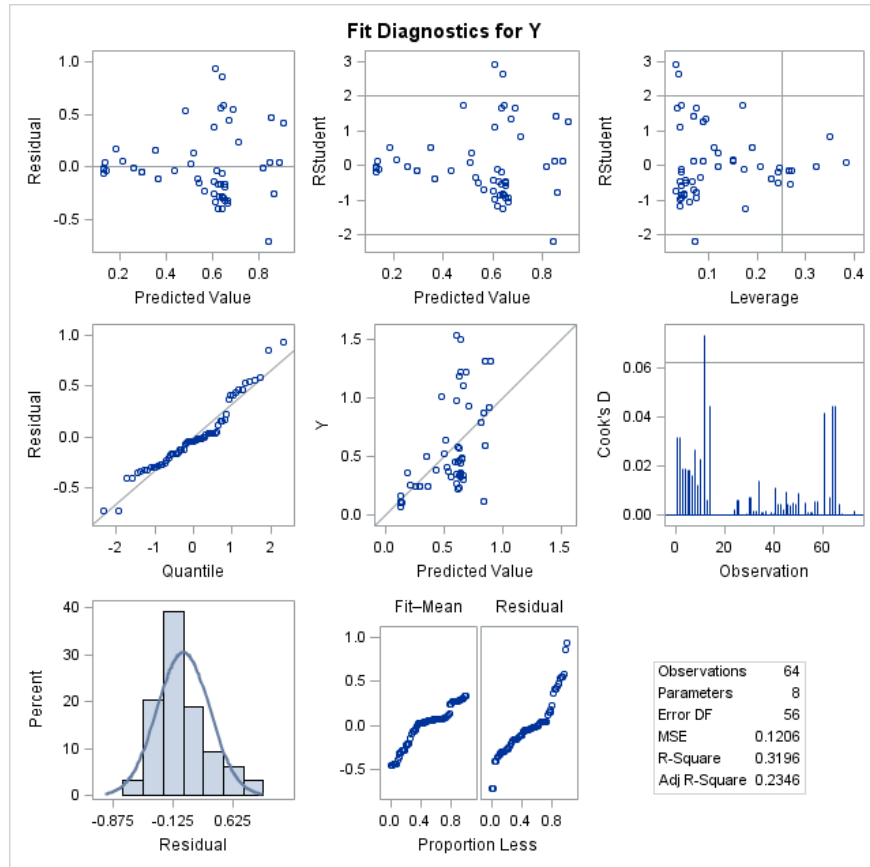 Fit Diagnostics for Y
1.0
0.5
0.0
-0.5
Residual
0.2 0.4 0.6 0.8
Predicted Value
3
2
1
0
-1
-2
RStudent
0.2 0.4 0.6 0.8
Predicted Value
3
2
1
0
-1
-2
RStudent
0.1 0.2 0.3 0.4
Leverage
1.0
0.5
0.0
-0.5
Residual
-2 -1 0 1 2
Quantile
1.5
1.0
0.5
0.0
Y
0.0 0.5 1.0 1.5
Predicted Value
0.06
0.04
0.02
0.00
Cook's D
0 20 40 60
Observation
40
30
20
10
0
Percent
-0.875 -0.125 0.625
Residual
Fit–Mean Residual
1.0
0.5
0.0
-0.5
0.0 0.4 0.8 0.0 0.4 0.8
Proportion Less
Observations 64
Parameters 8
Error DF 56
MSE 0.1206
R-Square 0.3196
Adj R-Square 0.2346